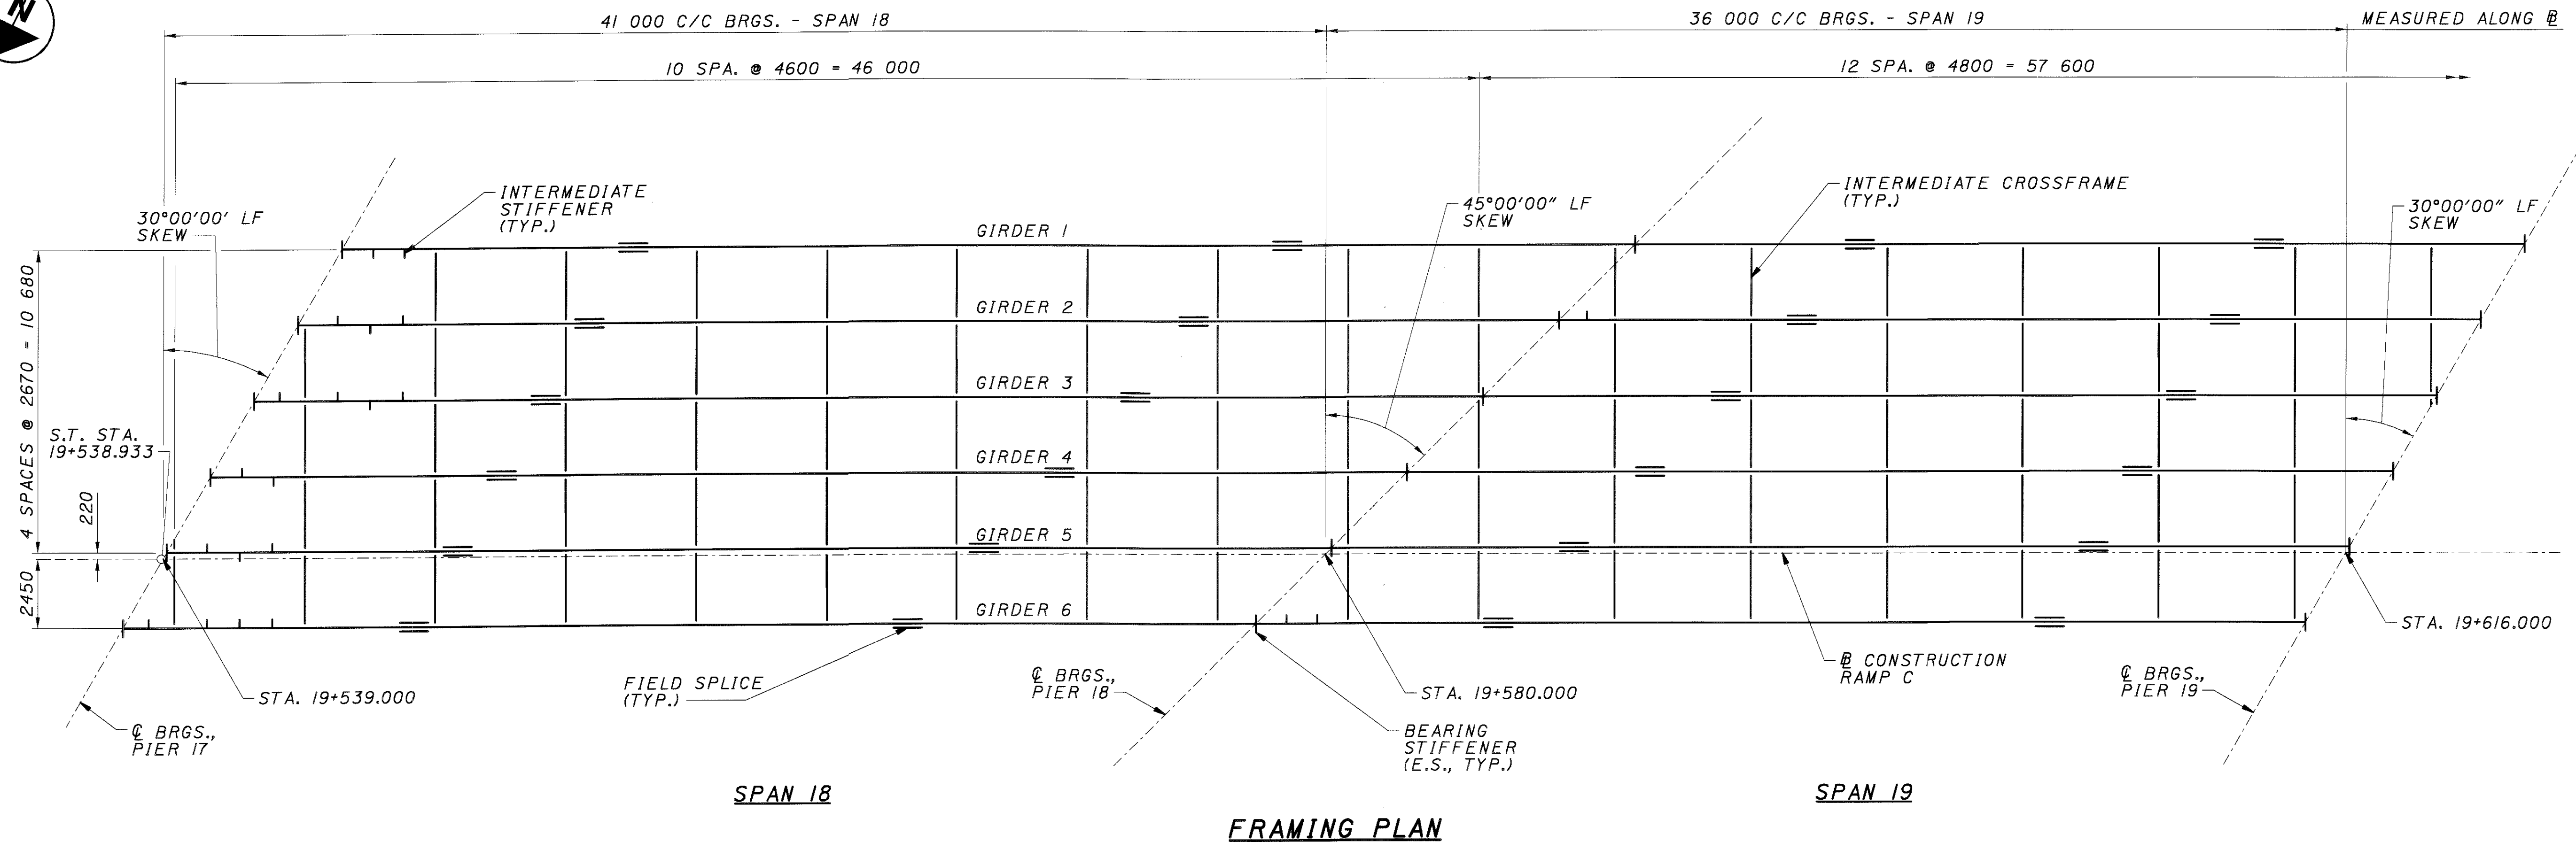 N
41 000 C/C BRGS. - SPAN 18
36 000 C/C BRGS. - SPAN 19
MEASURED ALONG BL
10 SPA. @ 4600 = 46 000
12 SPA. @ 4800 = 57 600
INTERMEDIATE
STIFFENER
(TYP.)
30°00'00' LF
SKEW
45°00'00" LF
SKEW
INTERMEDIATE CROSSFRAME
(TYP.)
30°00'00" LF
SKEW
GIRDER 1
GIRDER 2
GIRDER 3
GIRDER 4
GIRDER 5
GIRDER 6
4 SPACES @ 2670 = 10 680
220
2450
S.T. STA.
19+538.933
STA. 19+539.000
℄ BRGS.,
PIER 17
FIELD SPLICE
(TYP.)
℄ BRGS.,
PIER 18
STA. 19+580.000
BEARING
STIFFENER
(E.S., TYP.)
BL CONSTRUCTION
RAMP C
℄ BRGS.,
PIER 19
STA. 19+616.000
SPAN 18
SPAN 19
FRAMING PLAN